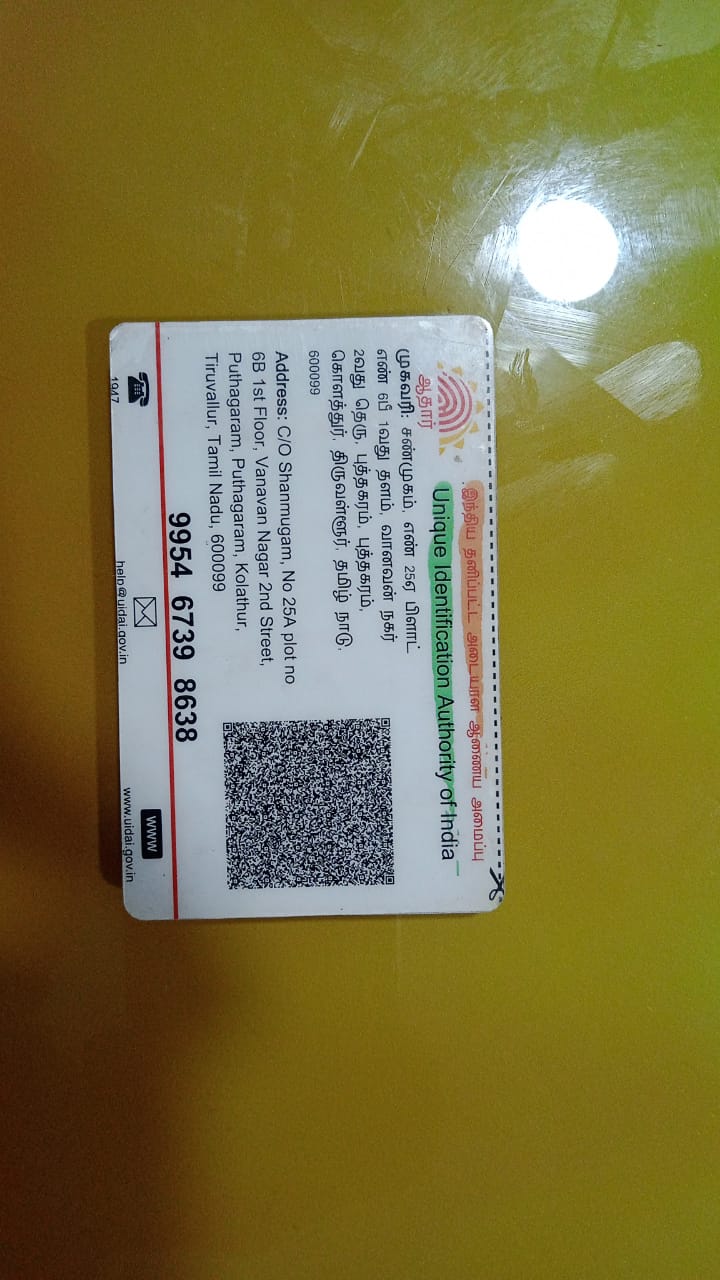 இந்திய தனிப்பட்ட அடையாள ஆணைய அமைப்பு
Unique Identification Authority of India
ஆதார்
முகவரி: சண்முகம், எண் 25ஏ பிளாட்
எண் 6பீ 1வது தளம், வானவன் நகர்
2வது தெரு, புத்தகரம், புத்தகரம்,
கொளத்துர், திருவள்ளூர், தமிழ் நாடு,
600099
Address: C/O Shanmugam, No 25A plot no
6B 1st Floor, Vanavan Nagar 2nd Street,
Puthagaram, Puthagaram, Kolathur,
Tiruvallur, Tamil Nadu, 600099
9954 6739 8638
1947
help@uidai.gov.in
www
www.uidai.gov.in